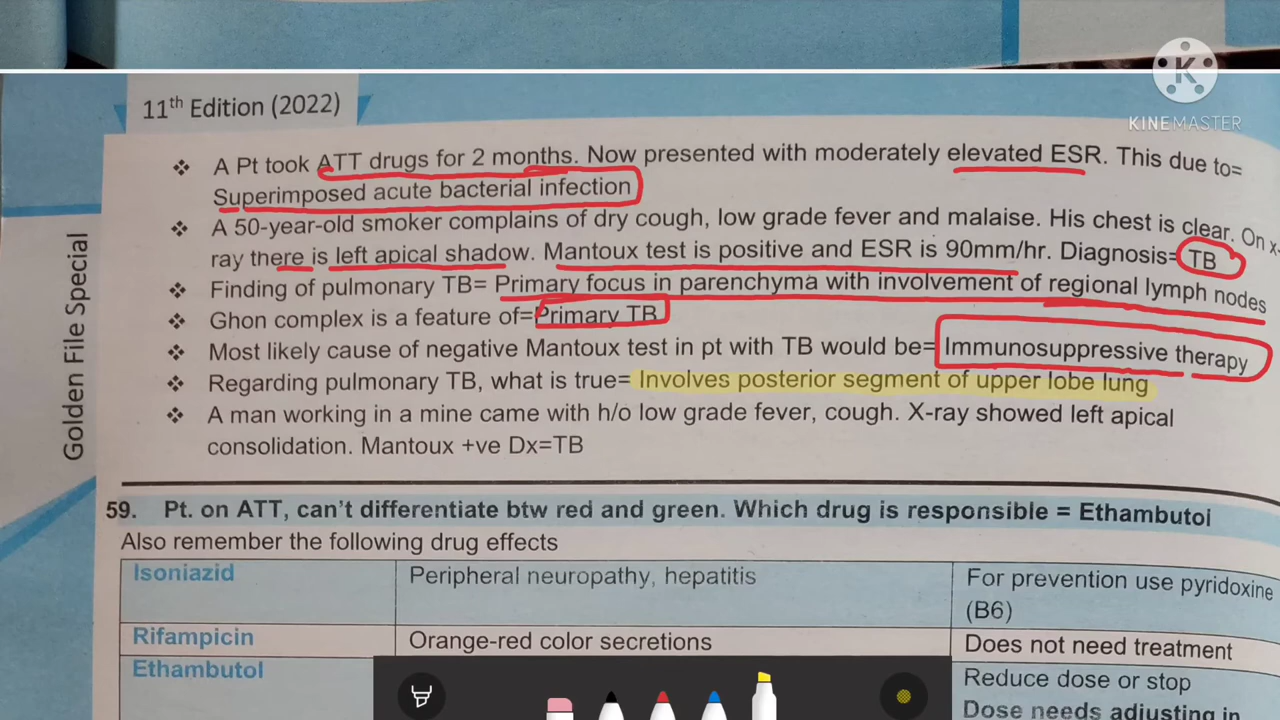 KINEMASTER
11th Edition (2022)
❖ A Pt took ATT drugs for 2 months. Now presented with moderately elevated ESR. This due to=
Superimposed acute bacterial infection
❖ A 50-year-old smoker complains of dry cough, low grade fever and malaise. His chest is clear. On x-
ray there is left apical shadow. Mantoux test is positive and ESR is 90mm/hr. Diagnosis= TB
❖ Finding of pulmonary TB= Primary focus in parenchyma with involvement of regional lymph nodes
❖ Ghon complex is a feature of=Primary TB
❖ Most likely cause of negative Mantoux test in pt with TB would be= Immunosuppressive therapy
❖ Regarding pulmonary TB, what is true= Involves posterior segment of upper lobe lung
❖ A man working in a mine came with h/o low grade fever, cough. X-ray showed left apical
consolidation. Mantoux +ve Dx=TB
Golden File Special
59. Pt. on ATT, can't differentiate btw red and green. Which drug is responsible = Ethambutol
Also remember the following drug effects
Isoniazid Peripheral neuropathy, hepatitis For prevention use pyridoxine
(B6)
Rifampicin Orange-red color secretions Does not need treatment
Ethambutol Reduce dose or stop
Dose needs adjusting in